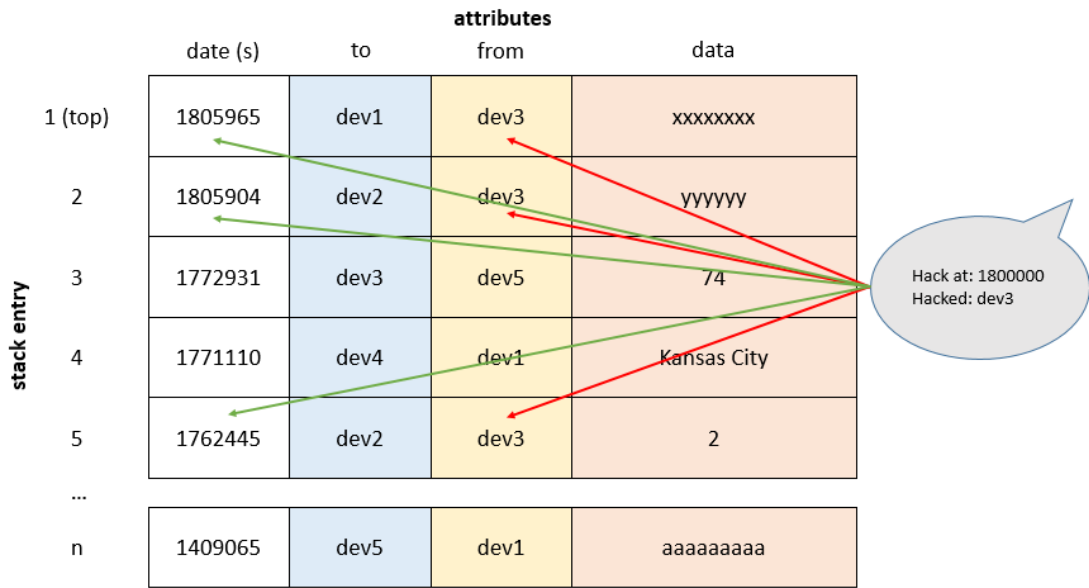 attributes
date (s) to from data
1 (top) 1805965 dev1 dev3 xxxxxxxx
2 1805904 dev2 dev3 yyyyyy
3 1772931 dev3 dev5 74
4 1771110 dev4 dev1 Kansas City
5 1762445 dev2 dev3 2
...
n 1409065 dev5 dev1 aaaaaaaaa
stack entry
Hack at: 1800000
Hacked: dev3